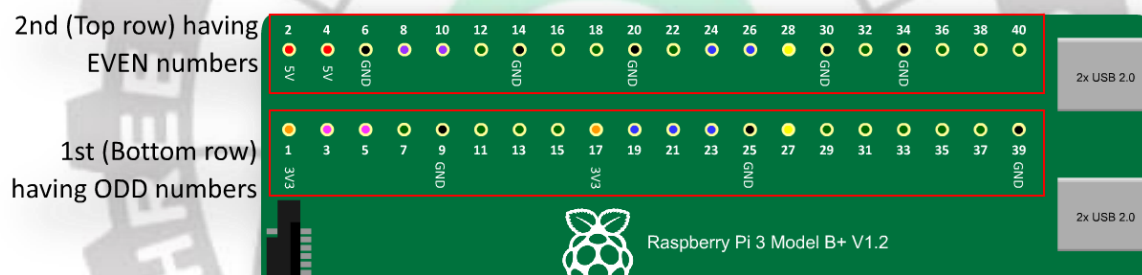 2nd (Top row) having
EVEN numbers
2 4 6 8 10 12 14 16 18 20 22 24 26 28 30 32 34 36 38 40
5V 5V GND GND GND GND GND
2x USB 2.0
1st (Bottom row)
having ODD numbers
1 3 5 7 9 11 13 15 17 19 21 23 25 27 29 31 33 35 37 39
3V3 GND 3V3 GND GND
2x USB 2.0
Raspberry Pi 3 Model B+ V1.2